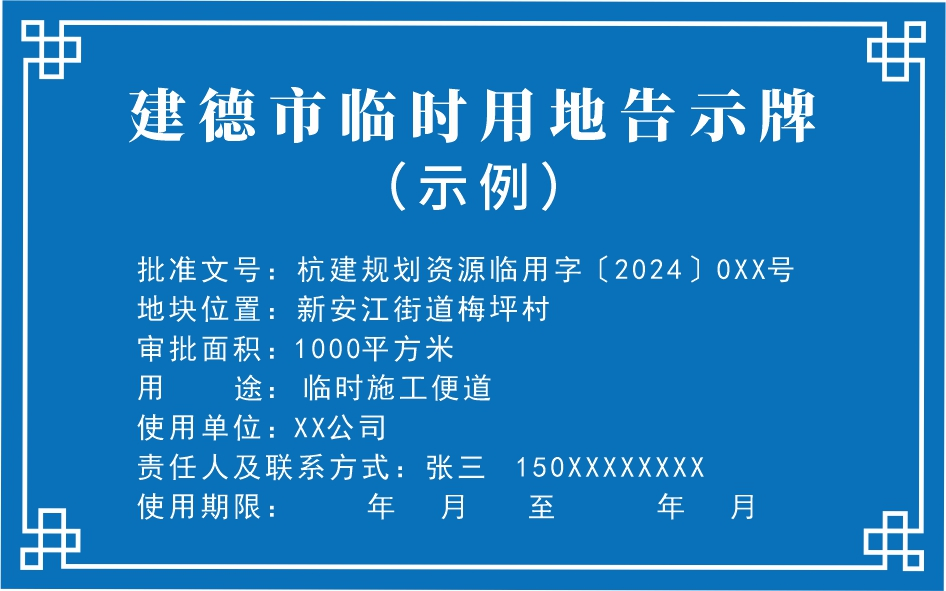 建德市临时用地告示牌
（示例）
批准文号：杭建规划资源临用字〔2024〕0XX号
地块位置：新安江街道梅坪村
审批面积：1000平方米
用 途：临时施工便道
使用单位：XX公司
责任人及联系方式：张三 150XXXXXXXX
使用期限： 年 月 至 年 月